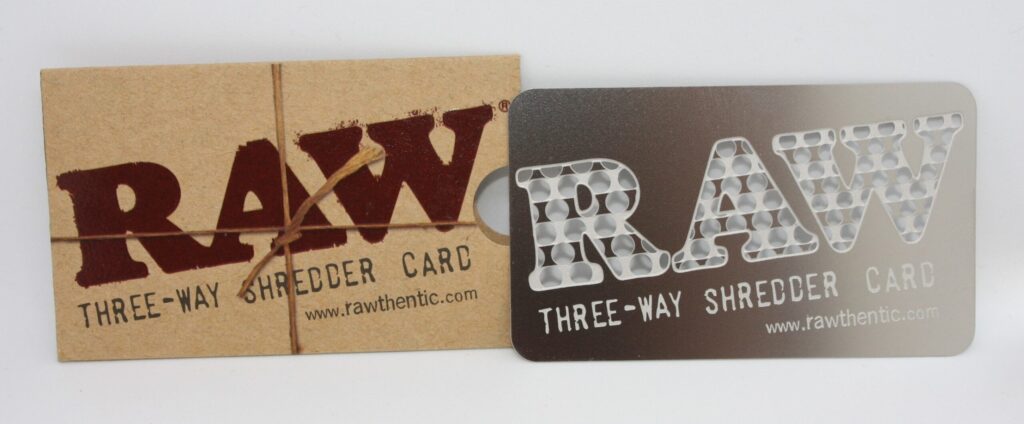 RAW®
THREE-WAY SHREDDER CARD
www.rawthentic.com
RAW
THREE-WAY SHREDDER CARD
www.rawthentic.com